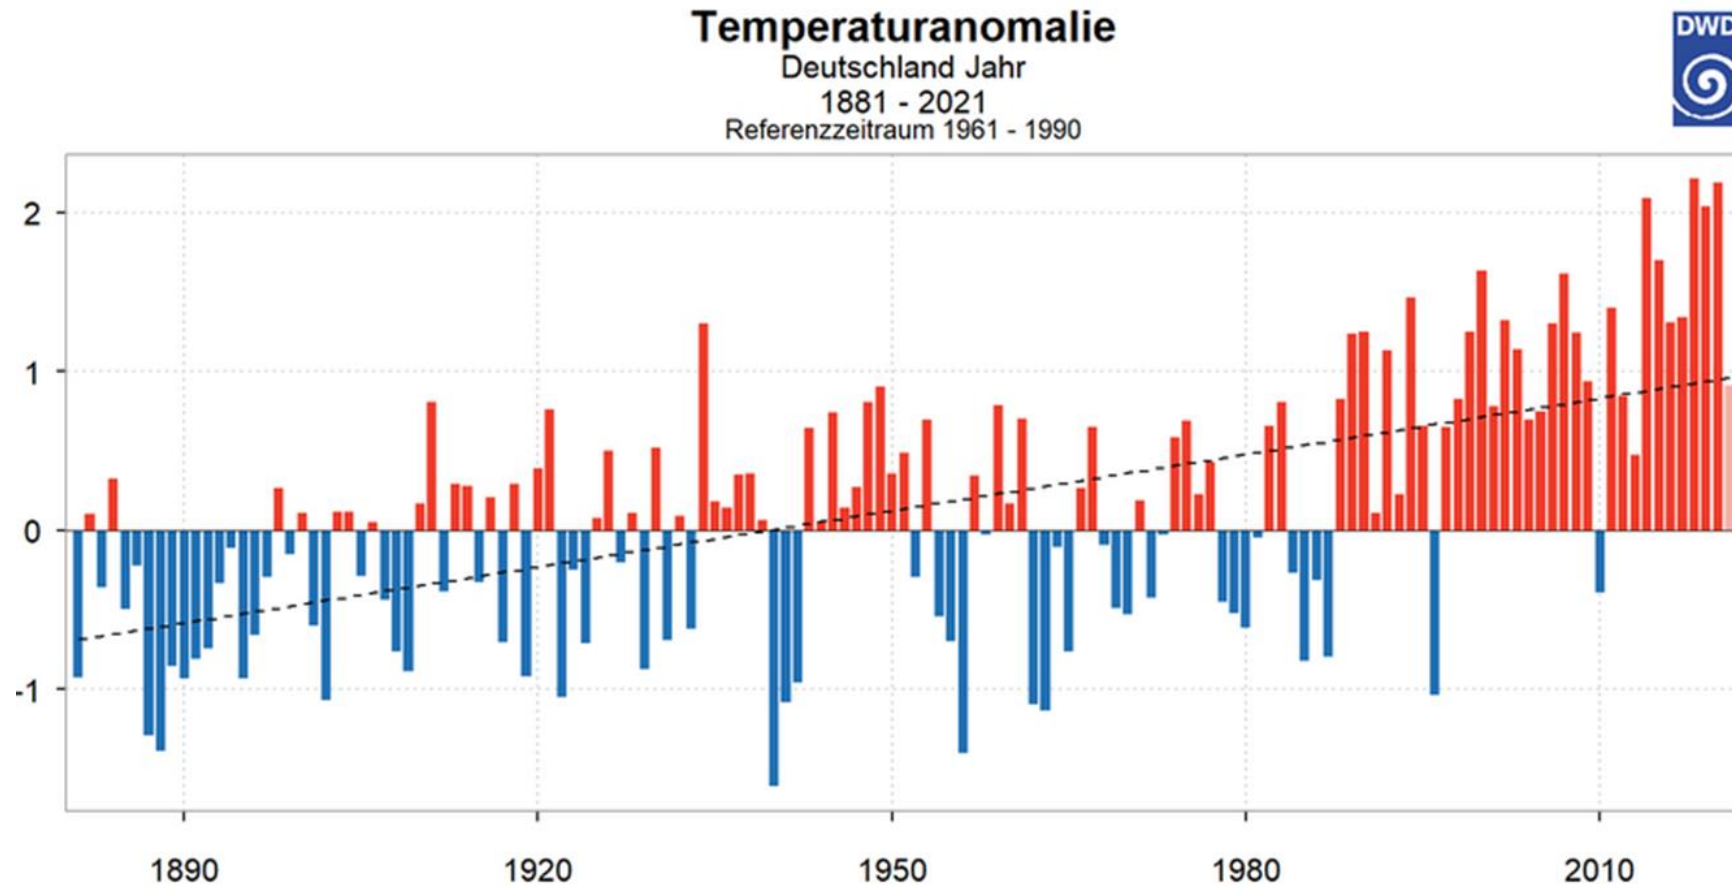 Temperaturanomalie
Deutschland Jahr
1881 - 2021
Referenzzeitraum 1961 - 1990
DWD
2
1
0
-1
1890 1920 1950 1980 2010